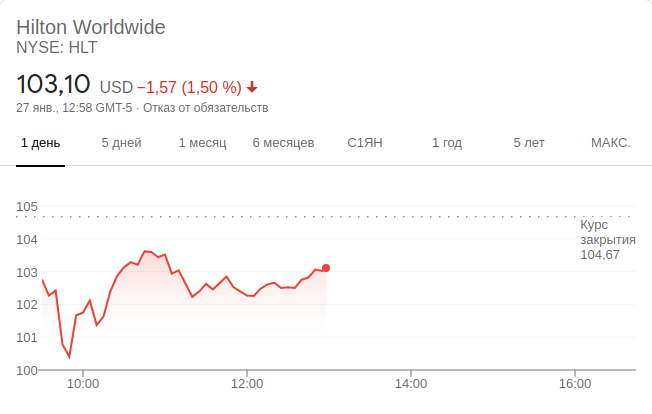 Hilton Worldwide
NYSE: HLT
103,10 USD −1,57 (1,50 %)
27 янв., 12:58 GMT-5 · Отказ от обязательств
1 день 5 дней 1 месяц 6 месяцев С1ЯН 1 год 5 лет МАКС.
105
Курс
104
закрытия
104,67
103
102
101
100
10:00 12:00 14:00 16:00